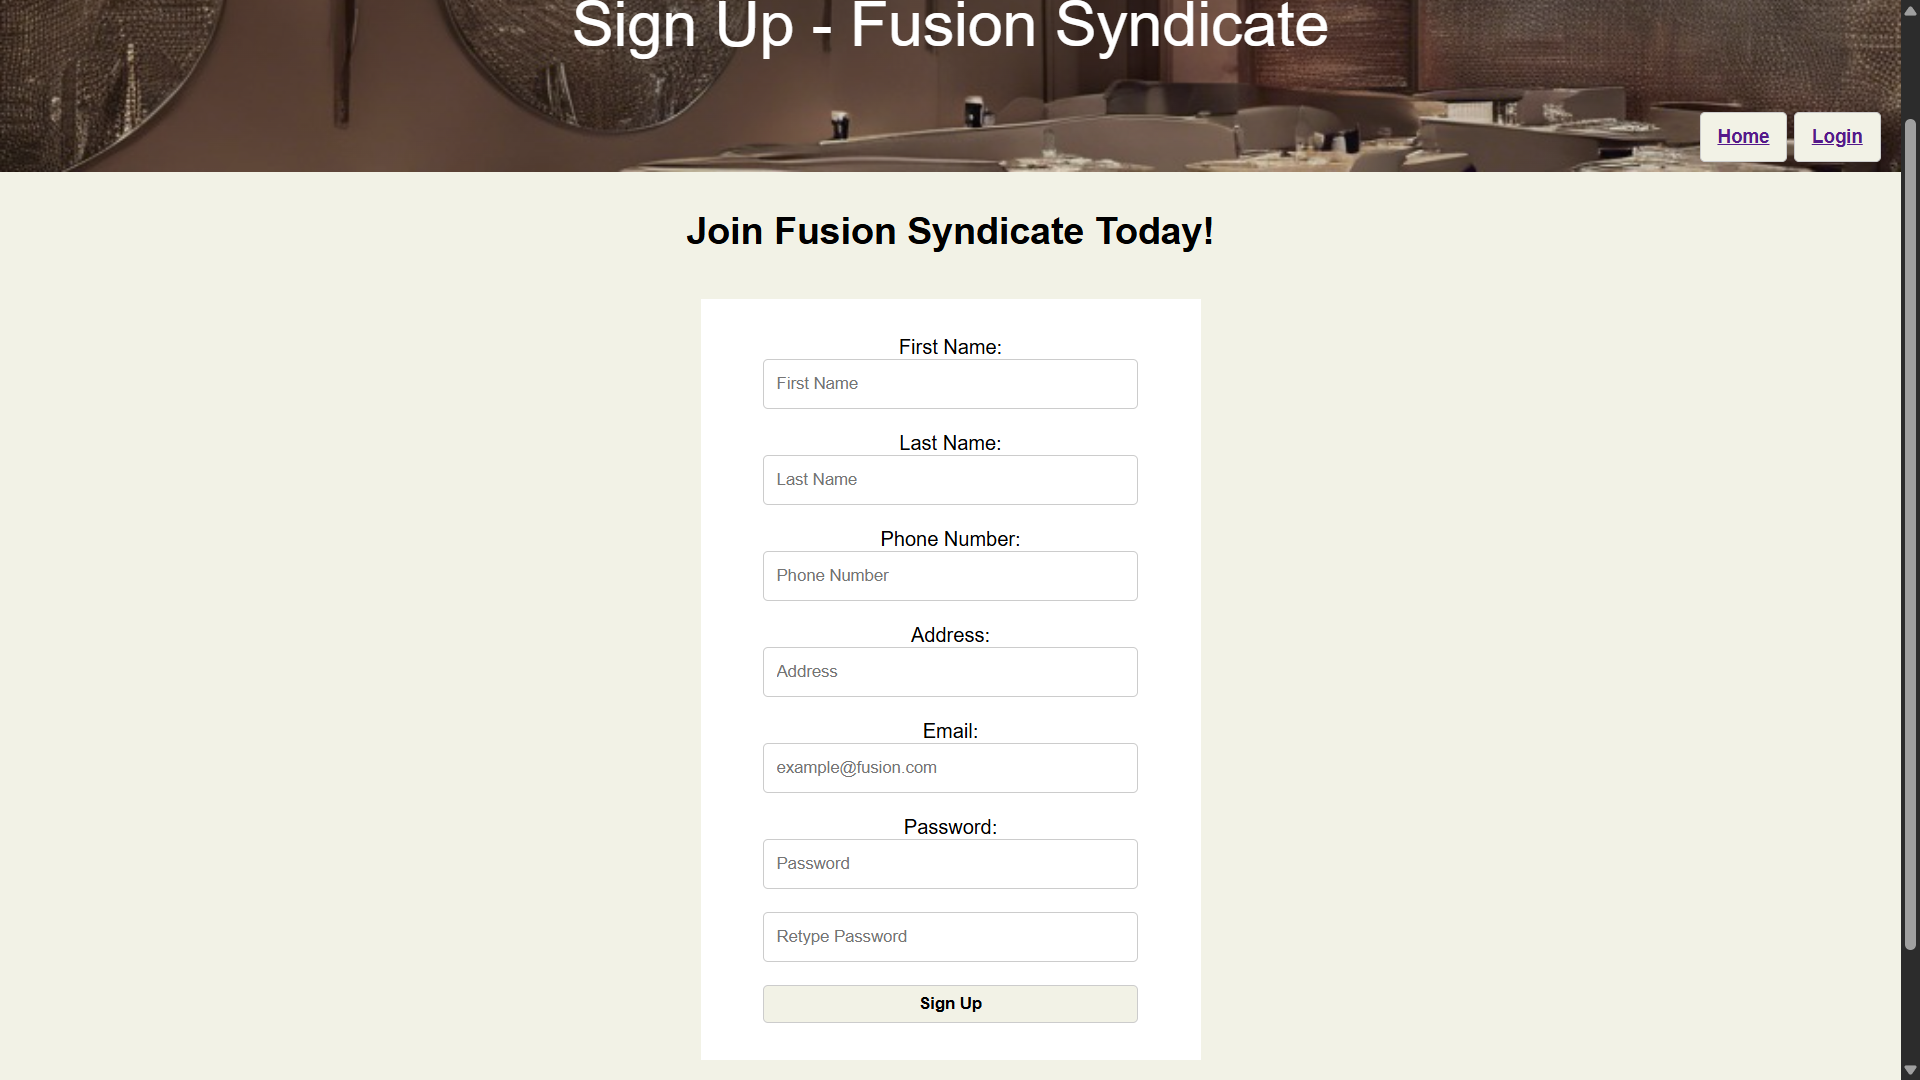 Sign Up - Fusion Syndicate
Home
Login
Join Fusion Syndicate Today!
First Name:
First Name
Last Name:
Last Name
Phone Number:
Phone Number
Address:
Address
Email:
example@fusion.com
Password:
Password
Retype Password
Sign Up